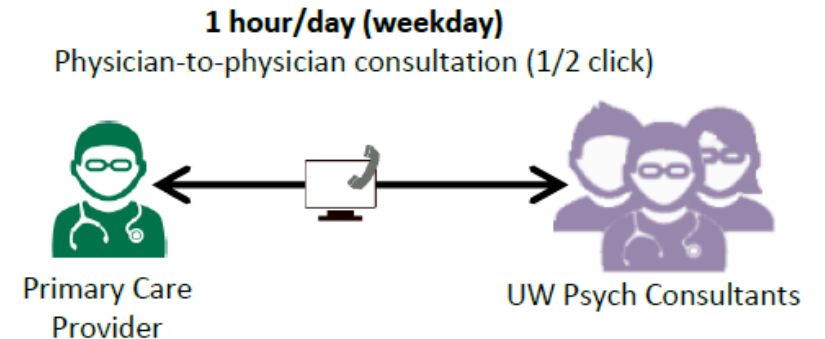 1 hour/day (weekday)
Physician-to-physician consultation (1/2 click)
Primary Care
Provider
UW Psych Consultants